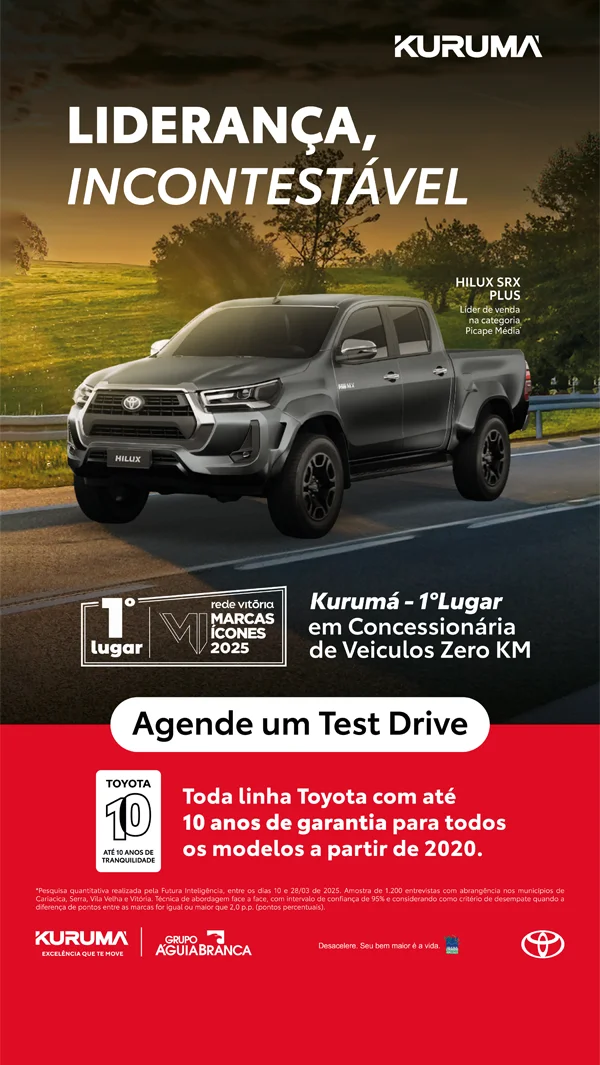 KURUMÁ
LIDERANÇA,
INCONTESTÁVEL
HILUX SRX
PLUS
Líder de venda
na categoria
Picape Média
HILUX
1º
lugar
rede vitória
MARCAS
ÍCONES
2025
Kurumá - 1ºLugar
em Concessionária
de Veiculos Zero KM
Agende um Test Drive
TOYOTA
10
ATÉ 10 ANOS DE
TRANQUILIDADE
Toda linha Toyota com até
10 anos de garantia para todos
os modelos a partir de 2020.
*Pesquisa quantitativa realizada pela Futura Inteligência, entre os dias 10 e 28/03 de 2025. Amostra de 1.200 entrevistas com abrangência nos municípios de
Cariacica, Serra, Vila Velha e Vitória. Técnica de abordagem face a face, com intervalo de confiança de 95% e considerando como critério de desempate quando a
diferença de pontos entre as marcas for igual ou maior que 2,0 p.p. (pontos percentuais).
KURUMÁ
EXCELÊNCIA QUE TE MOVE
GRUPO
ÁGUIABRANCA
Desacelere. Seu bem maior é a vida.